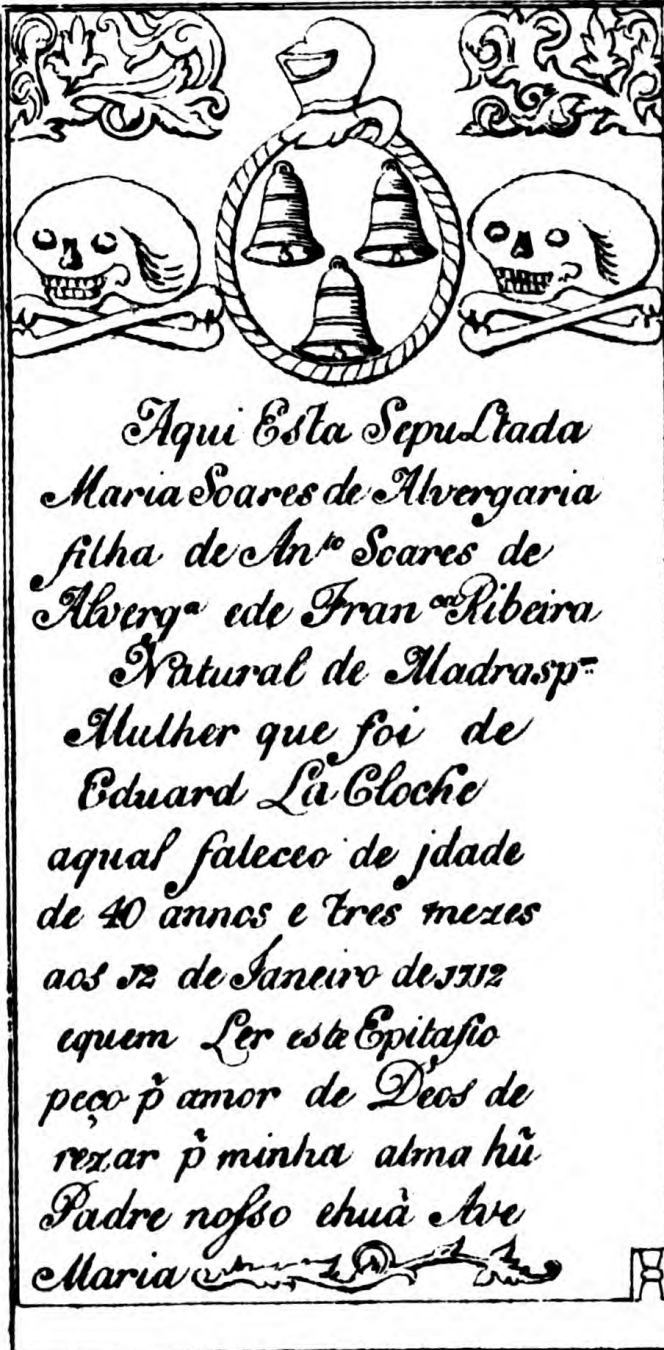 Aqui Esta Sepultada
Maria Soares de Alvergaria
filha de Anto Soares de
Alverga ede Franca Ribeira
Natural de Madraspm
Mulher que foi de
Eduard La Cloche
aqual faleceo de jdade
de 40 annos e tres mezes
aos 12 de Janeiro de 1712
equem Ler este Epitafio
peço p̃ amor de Deos de
rezar p̃ minha alma hũ
Padre nosso ehuà Ave
Maria